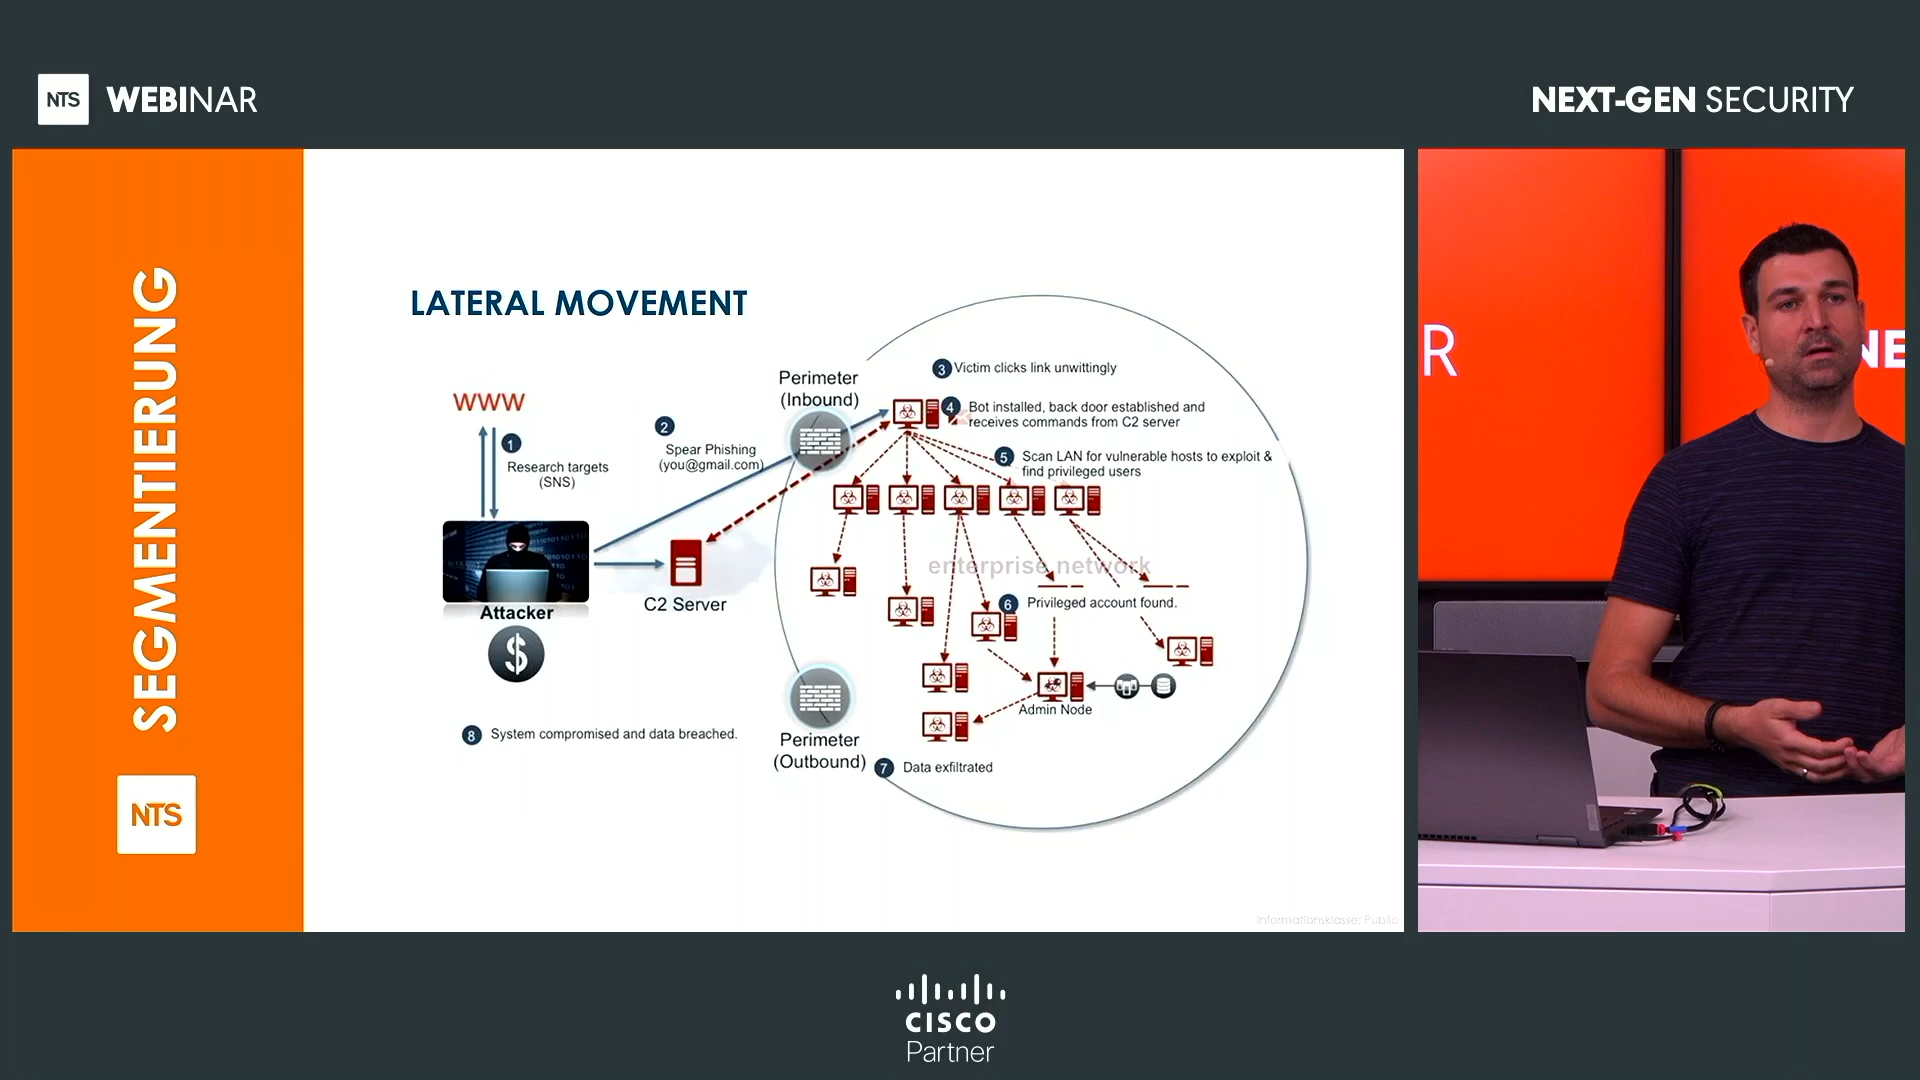 NTS WEBINAR
NEXT-GEN SECURITY
SEGMENTIERUNG
NTS
LATERAL MOVEMENT
WWW
1
Research targets
(SNS)
Attacker
$
2
Spear Phishing
(you@gmail.com)
C2 Server
Perimeter
(Inbound)
3 Victim clicks link unwittingly
4 Bot installed, back door established and
receives commands from C2 server
5 Scan LAN for vulnerable hosts to exploit &
find privileged users
enterprise network
6 Privileged account found.
Admin Node
Perimeter
(Outbound)
7 Data exfiltrated
8 System compromised and data breached.
Informationsklasse: Public
R
NE
CISCO
Partner